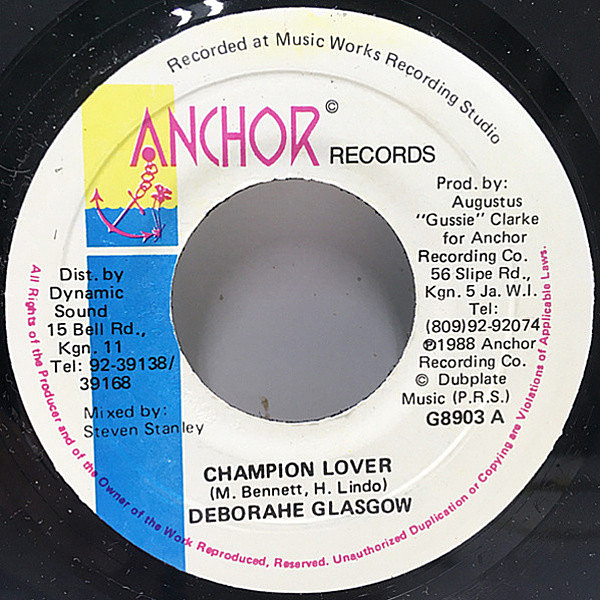 Recorded at Music Works Recording Studio
ANCHOR © RECORDS
Prod. by:
Augustus
"Gussie" Clarke
for Anchor
Recording Co.
56 Slipe Rd.,
Kgn. 5 Ja. W.I.
Tel:
(809)92-92074
℗1988 Anchor
Recording Co.
© Dubplate
Music (P.R.S.)
G8903 A
Dist. by
Dynamic
Sound
15 Bell Rd.,
Kgn. 11
Tel: 92-39138/
39168
Mixed by:
Steven Stanley
CHAMPION LOVER
(M. Bennett, H. Lindo)
DEBORAHE GLASGOW
All Rights of the Producer and of the Owner of the Work Reproduced, Reserved. Unauthorized Duplication or Copying are Violations of Applicable Laws.